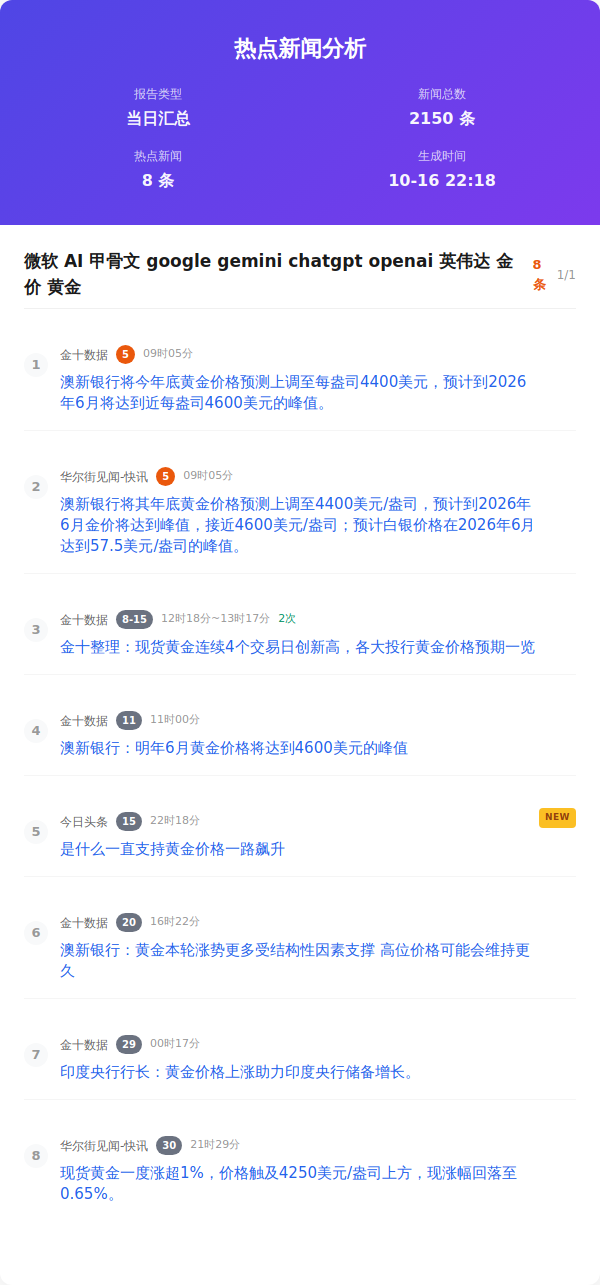 热点新闻分析
报告类型
当日汇总
新闻总数
2150 条
热点新闻
8 条
生成时间
10-16 22:18
微软 AI 甲骨文 google gemini chatgpt openai 英伟达 金
价 黄金
8
条
1/1
1
金十数据 5 09时05分
澳新银行将今年底黄金价格预测上调至每盎司4400美元，预计到2026
年6月将达到近每盎司4600美元的峰值。
2
华尔街见闻-快讯 5 09时05分
澳新银行将其年底黄金价格预测上调至4400美元/盎司，预计到2026年
6月金价将达到峰值，接近4600美元/盎司；预计白银价格在2026年6月
达到57.5美元/盎司的峰值。
3
金十数据 8-15 12时18分~13时17分 2次
金十整理：现货黄金连续4个交易日创新高，各大投行黄金价格预期一览
4
金十数据 11 11时00分
澳新银行：明年6月黄金价格将达到4600美元的峰值
5
今日头条 15 22时18分
NEW
是什么一直支持黄金价格一路飙升
6
金十数据 20 16时22分
澳新银行：黄金本轮涨势更多受结构性因素支撑 高位价格可能会维持更
久
7
金十数据 29 00时17分
印度央行行长：黄金价格上涨助力印度央行储备增长。
8
华尔街见闻-快讯 30 21时29分
现货黄金一度涨超1%，价格触及4250美元/盎司上方，现涨幅回落至
0.65%。